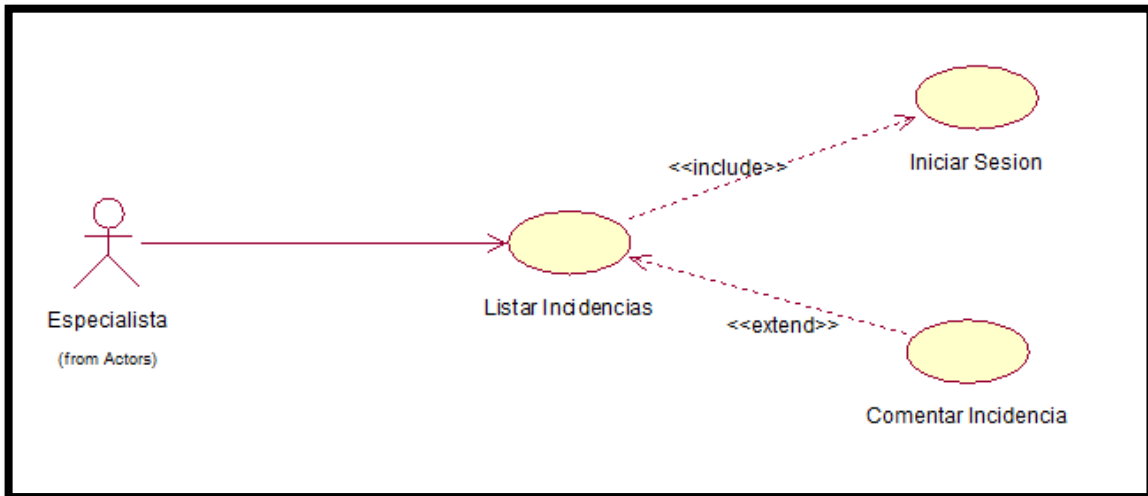 Iniciar Sesion
<<include>>
Listar Incidencias
Especialista
(from Actors)
<<extend>>
Comentar Incidencia